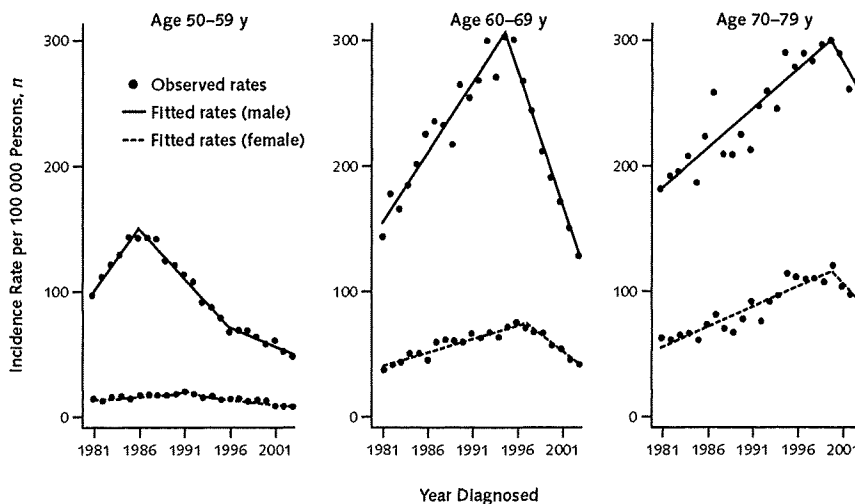 Age 50–59 y
Age 60–69 y
Age 70–79 y
Incidence Rate per 100 000 Persons, n
300
200
100
0
Observed rates
Fitted rates (male)
Fitted rates (female)
1981 1986 1991 1996 2001
300
200
100
0
1981 1986 1991 1996 2001
300
200
100
0
1981 1986 1991 1996 2001
Year Diagnosed